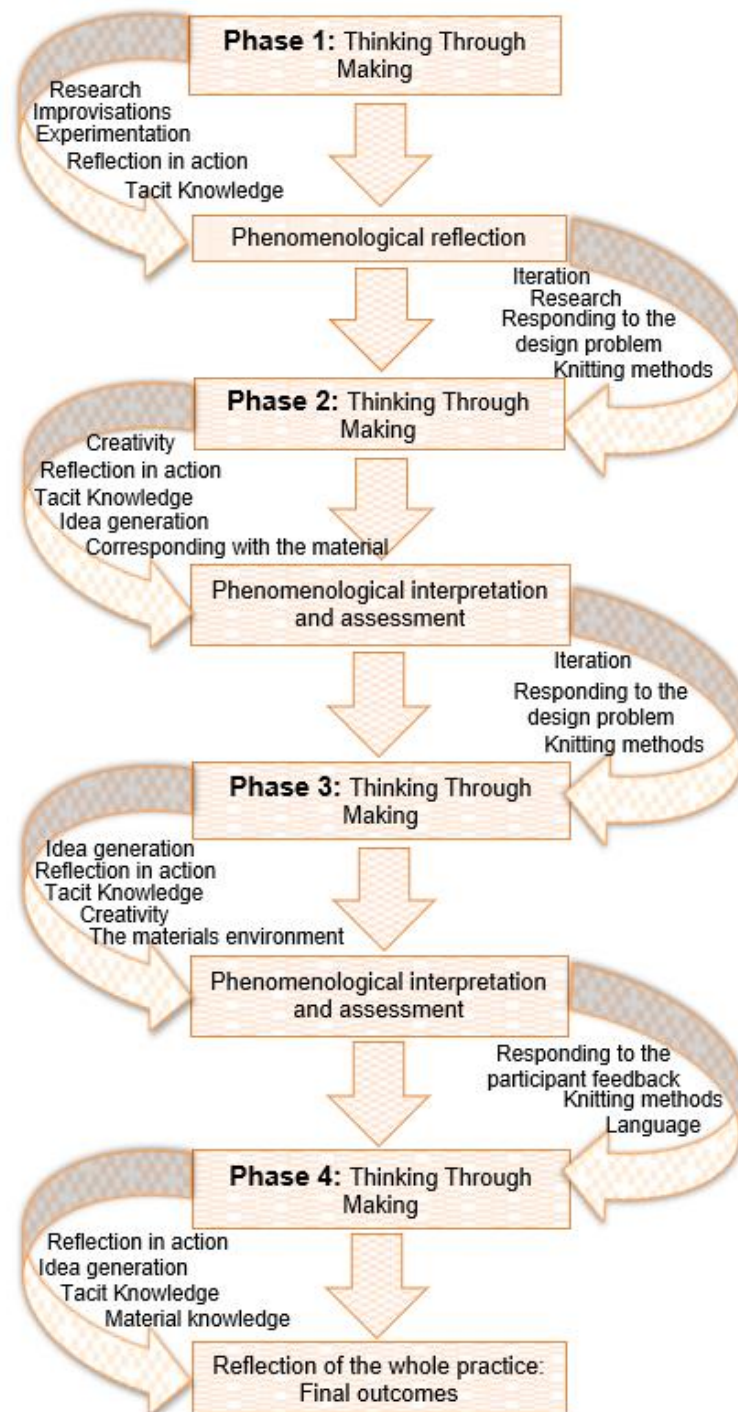 Phase 1: Thinking Through
Making
Research
Improvisations
Experimentation
Reflection in action
Tacit Knowledge
Phenomenological reflection
Iteration
Research
Responding to the
design problem
Knitting methods
Phase 2: Thinking Through
Making
Creativity
Reflection in action
Tacit Knowledge
Idea generation
Corresponding with the material
Phenomenological interpretation
and assessment
Iteration
Responding to the
design problem
Knitting methods
Phase 3: Thinking Through
Making
Idea generation
Reflection in action
Tacit Knowledge
Creativity
The materials environment
Phenomenological interpretation
and assessment
Responding to the
participant feedback
Knitting methods
Language
Phase 4: Thinking Through
Making
Reflection in action
Idea generation
Tacit Knowledge
Material knowledge
Reflection of the whole practice:
Final outcomes